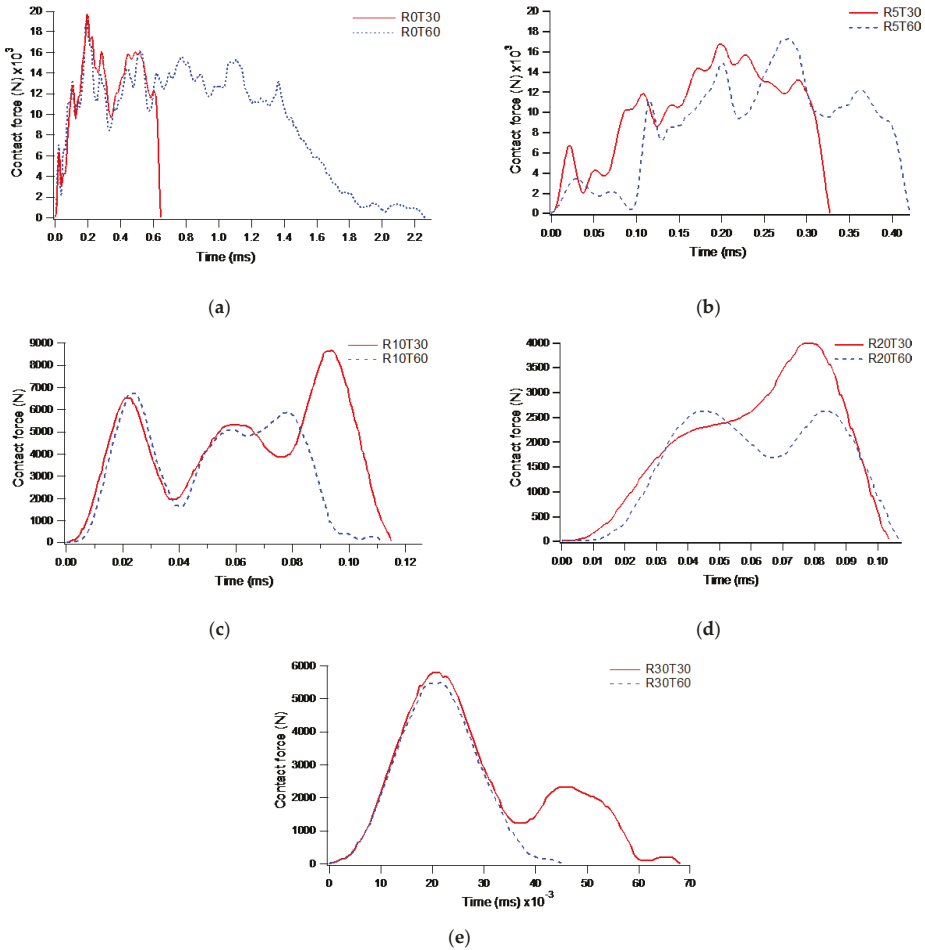 R0T30
R0T60
Contact force (N) x10³
20
18
16
14
12
10
8
6
4
2
0
0.0 0.2 0.4 0.6 0.8 1.0 1.2 1.4 1.6 1.8 2.0 2.2
Time (ms)
(a)
R5T30
R5T60
Contact force (N) x10³
20
18
16
14
12
10
8
6
4
2
0
0.00 0.05 0.10 0.15 0.20 0.25 0.30 0.35 0.40
Time (ms)
(b)
R10T30
R10T60
Contact force (N)
9000
8000
7000
6000
5000
4000
3000
2000
1000
0
0.00 0.02 0.04 0.06 0.08 0.10 0.12
Time (ms)
(c)
R20T30
R20T60
Contact force (N)
4000
3500
3000
2500
2000
1500
1000
500
0
0.00 0.01 0.04 0.03 0.04 0.05 0.06 0.07 0.08 0.09 0.10
Time (ms)
(d)
R30T30
R30T60
Contact force (N)
6000
5000
4000
3000
2000
1000
0
0 10 20 30 40 50 60 70
Time (ms) x10⁻³
(e)